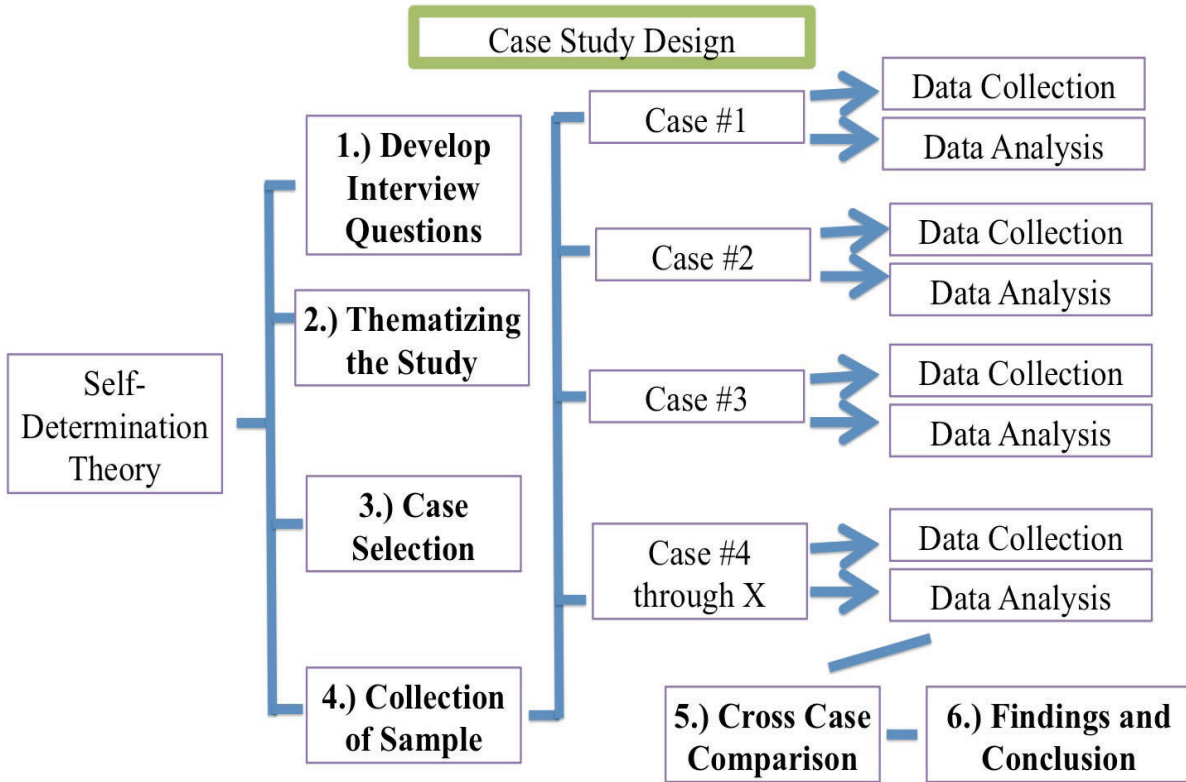 Case Study Design
Self-
Determination
Theory
1.) Develop
Interview
Questions
2.) Thematizing
the Study
3.) Case
Selection
4.) Collection
of Sample
Case #1
Data Collection
Data Analysis
Case #2
Data Collection
Data Analysis
Case #3
Data Collection
Data Analysis
Case #4
through X
Data Collection
Data Analysis
5.) Cross Case
Comparison
6.) Findings and
Conclusion